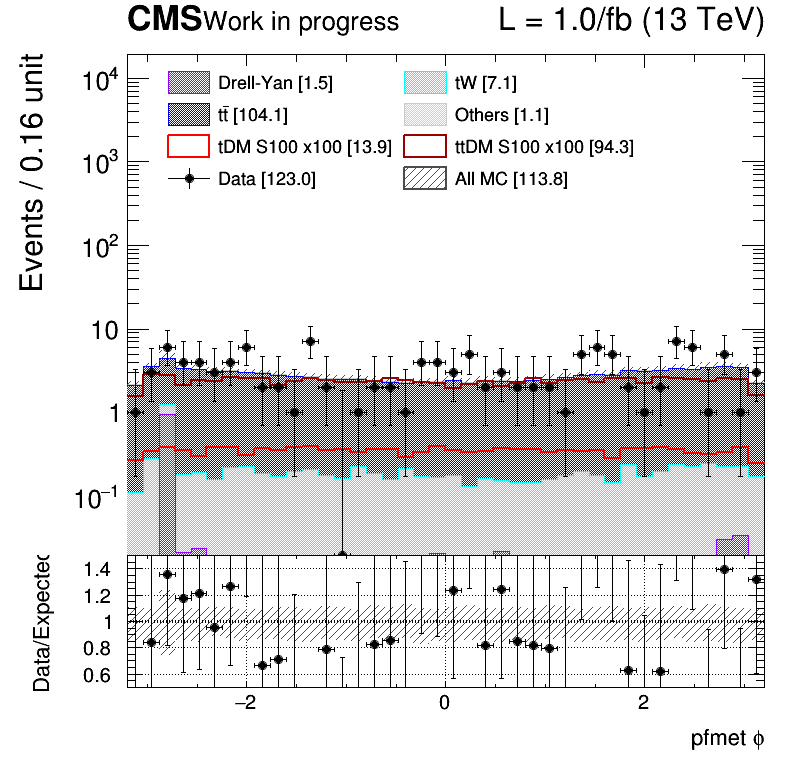 CMS Work in progress L = 1.0/fb (13 TeV)
Events / 0.16 unit
10⁴
10³
10²
10
1
10⁻¹
Drell-Yan [1.5] tW [7.1]
tt̄ [104.1] Others [1.1]
tDM S100 x100 [13.9] ttDM S100 x100 [94.3]
Data [123.0] All MC [113.8]
Data/Expected
1.4
1.2
1
0.8
0.6
−2 0 2
pfmet ϕ